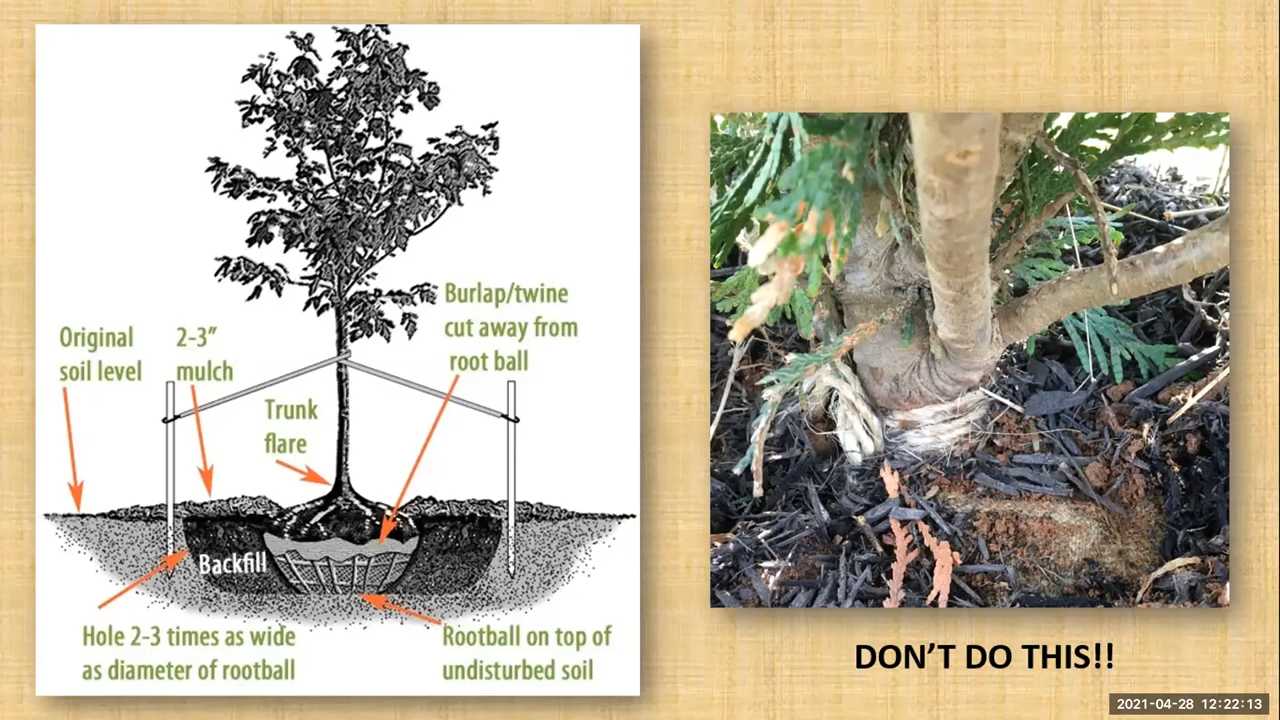 Burlap/twine
cut away from
root ball
Original
soil level
2-3”
mulch
Trunk
flare
Backfill
Hole 2-3 times as wide
as diameter of rootball
Rootball on top of
undisturbed soil
DON’T DO THIS!!
2021-04-28 12:22:13